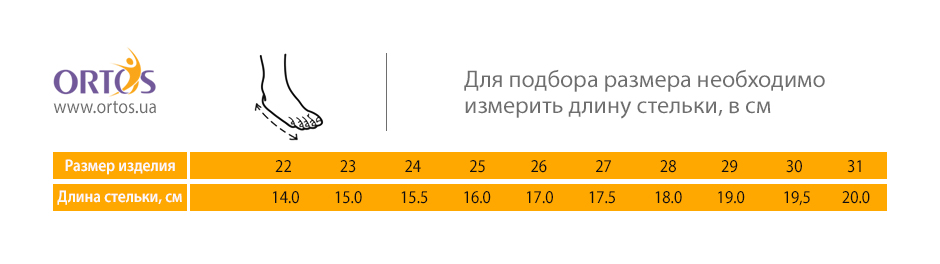 ORTOS
www.ortos.ua
Для подбора размера необходимо
измерить длину стельки, в см
Размер изделия 22 23 24 25 26 27 28 29 30 31
Длина стельки, см 14.0 15.0 15.5 16.0 17.0 17.5 18.0 19.0 19,5 20.0